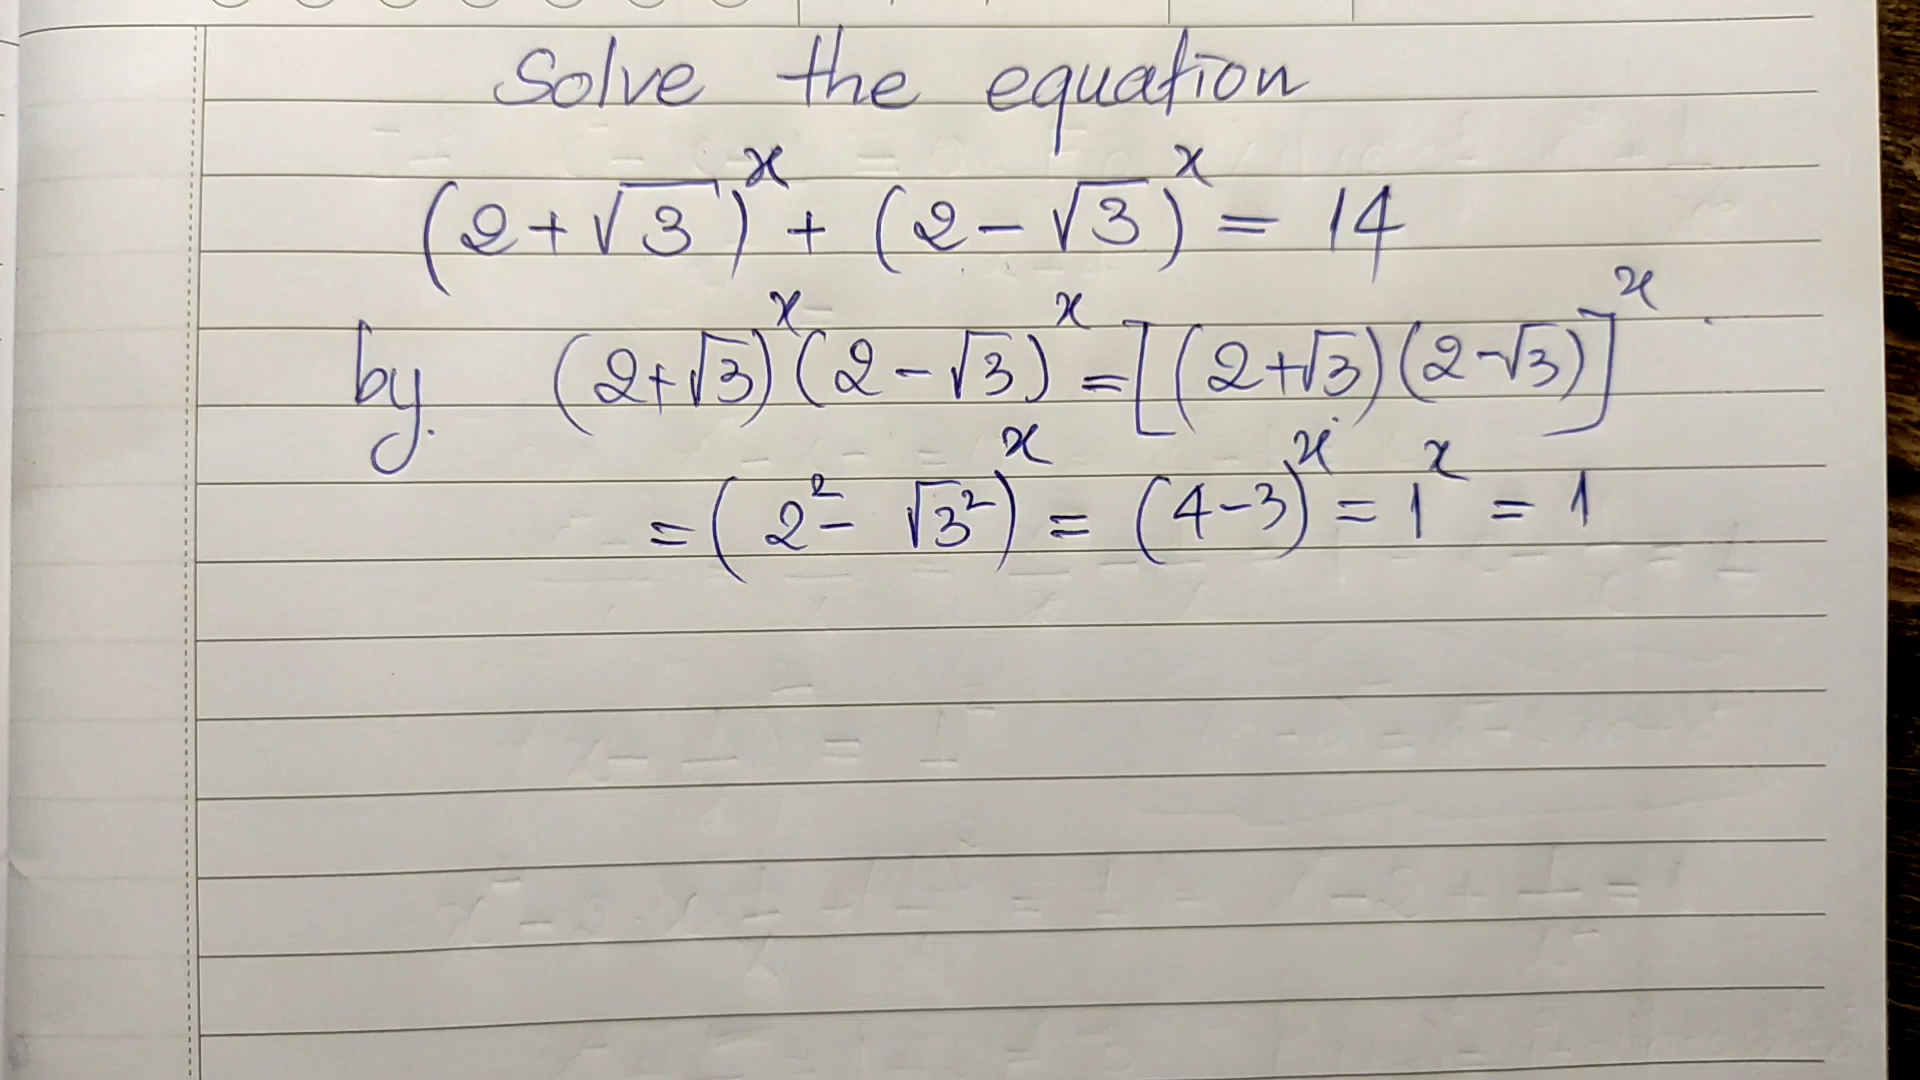 Solve the equation
(2+√3)ˣ + (2-√3)ˣ = 14
by (2+√3)ˣ(2-√3)ˣ = [(2+√3)(2-√3)]ˣ
= (2² - √3²)ˣ = (4-3)ˣ = 1ˣ = 1